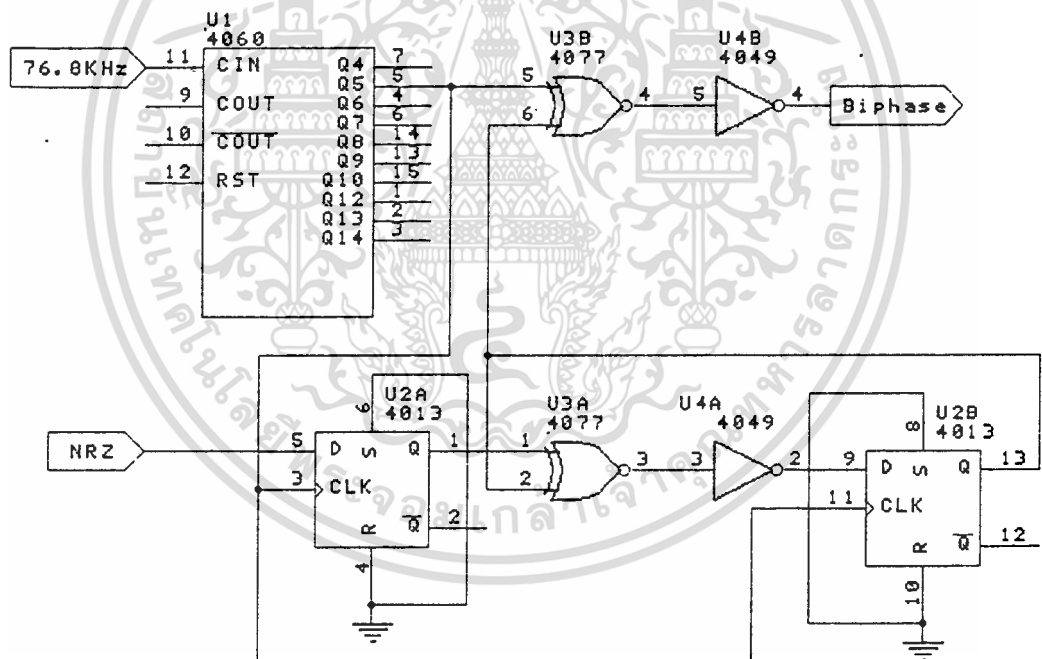 U1
4060
76.8KHz
11 CIN
9 COUT
10 COUT
12 RST
Q4 7
Q5 5
Q6 4
Q7 6
Q8 14
Q9 13
Q10 15
Q12 1
Q13 2
Q14 3
U3B
4077
5
6
4
U4B
4049
5
4
Biphase
NRZ
U2A
4013
6
5 D S Q 1
3 CLK
R Q 2
4
U3A
4077
1
2
3
U4A
4049
3
2
U2B
4013
8
9 D S Q 13
11 CLK
R Q 12
10